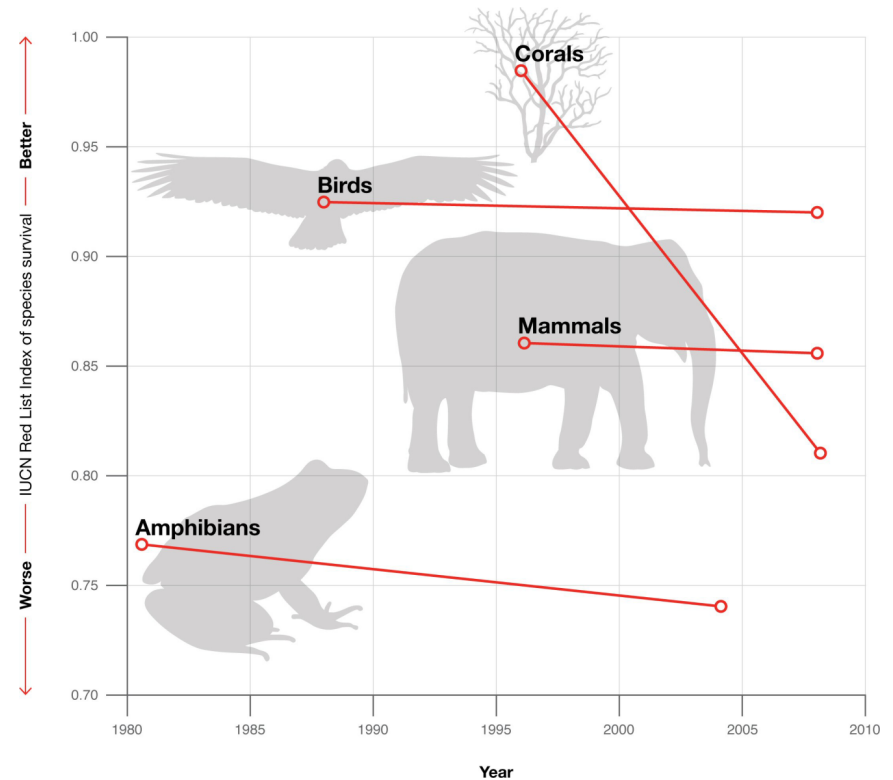 1.00
0.95
0.90
0.85
0.80
0.75
0.70
Worse IUCN Red List Index of species survival Better
Corals
Birds
Mammals
Amphibians
1980 1985 1990 1995 2000 2005 2010
Year